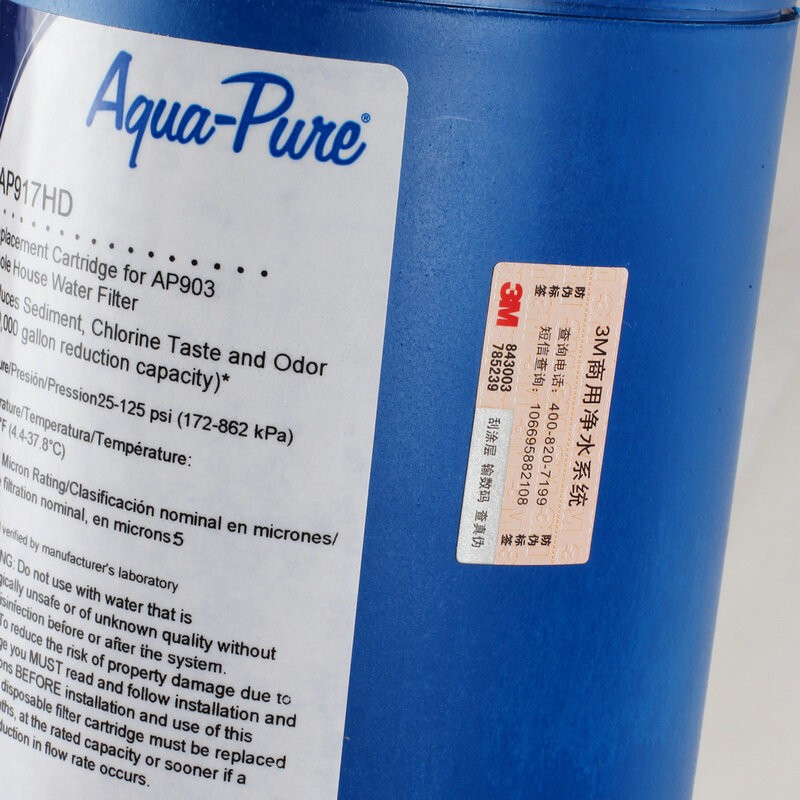 Aqua-Pure®
AP917HD
placement Cartridge for AP903
ole House Water Filter
uces Sediment, Chlorine Taste and Odor
,000 gallon reduction capacity)*
ure/Presión/Pression25-125 psi (172-862 kPa)
rature/Temperatura/Température:
°F (4.4-37.8°C)
Micron Rating/Clasificación nominal en micrones/
filtration nominal, en microns5
verified by manufacturer's laboratory
NG: Do not use with water that is
gically unsafe or of unknown quality without
isinfection before or after the system.
To reduce the risk of property damage due to
ge you MUST read and follow installation and
ons BEFORE installation and use of this
disposable filter cartridge must be replaced
ths, at the rated capacity or sooner if a
duction in flow rate occurs.
3M商用净水系统
查询电话：400-820-7199
短信查询：106695882108
防伪标签
3M
843003
785239
刮涂层 输数码 查真伪
防伪标签